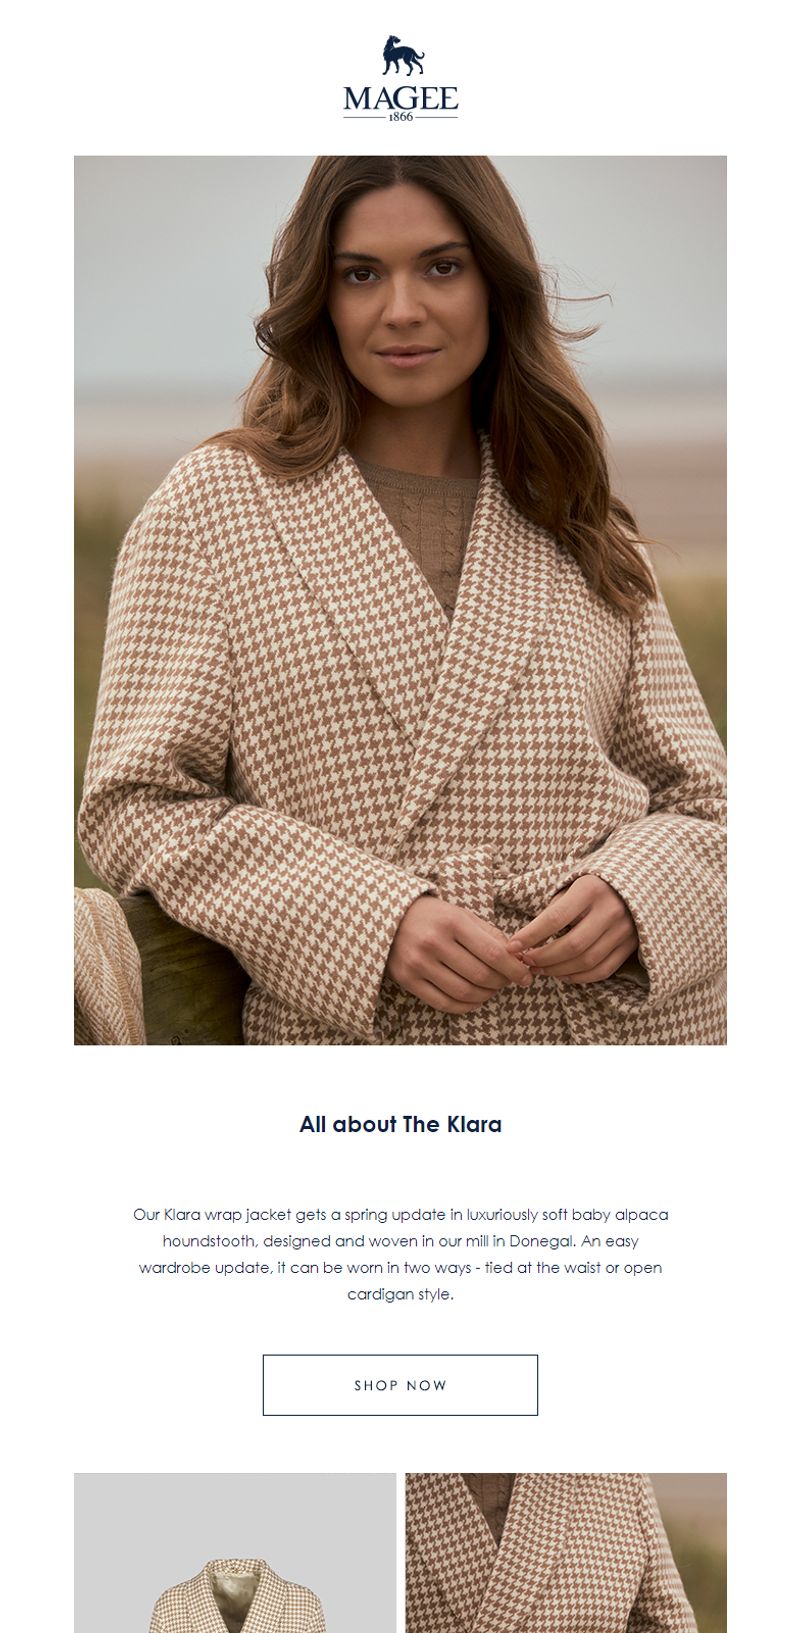 MAGEE
1866
All about The Klara
Our Klara wrap jacket gets a spring update in luxuriously soft baby alpaca
houndstooth, designed and woven in our mill in Donegal. An easy
wardrobe update, it can be worn in two ways - tied at the waist or open
cardigan style.
SHOP NOW